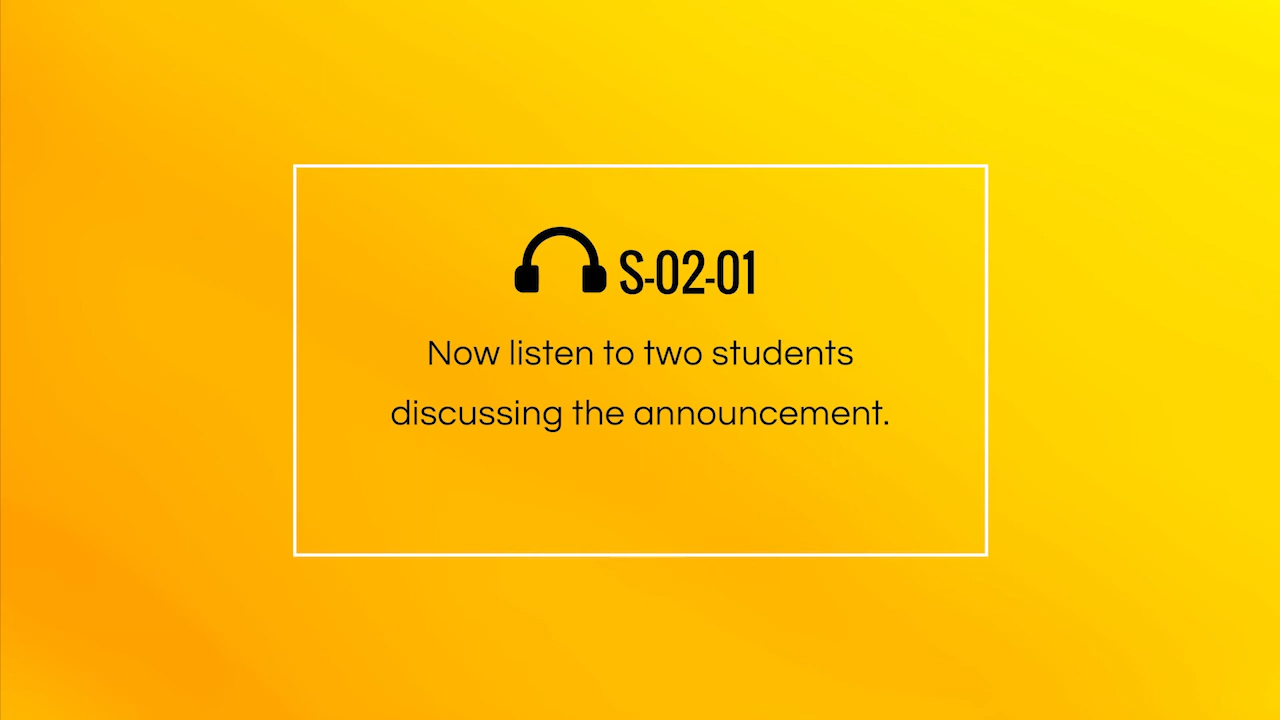 S-02-01
Now listen to two students
discussing the announcement.